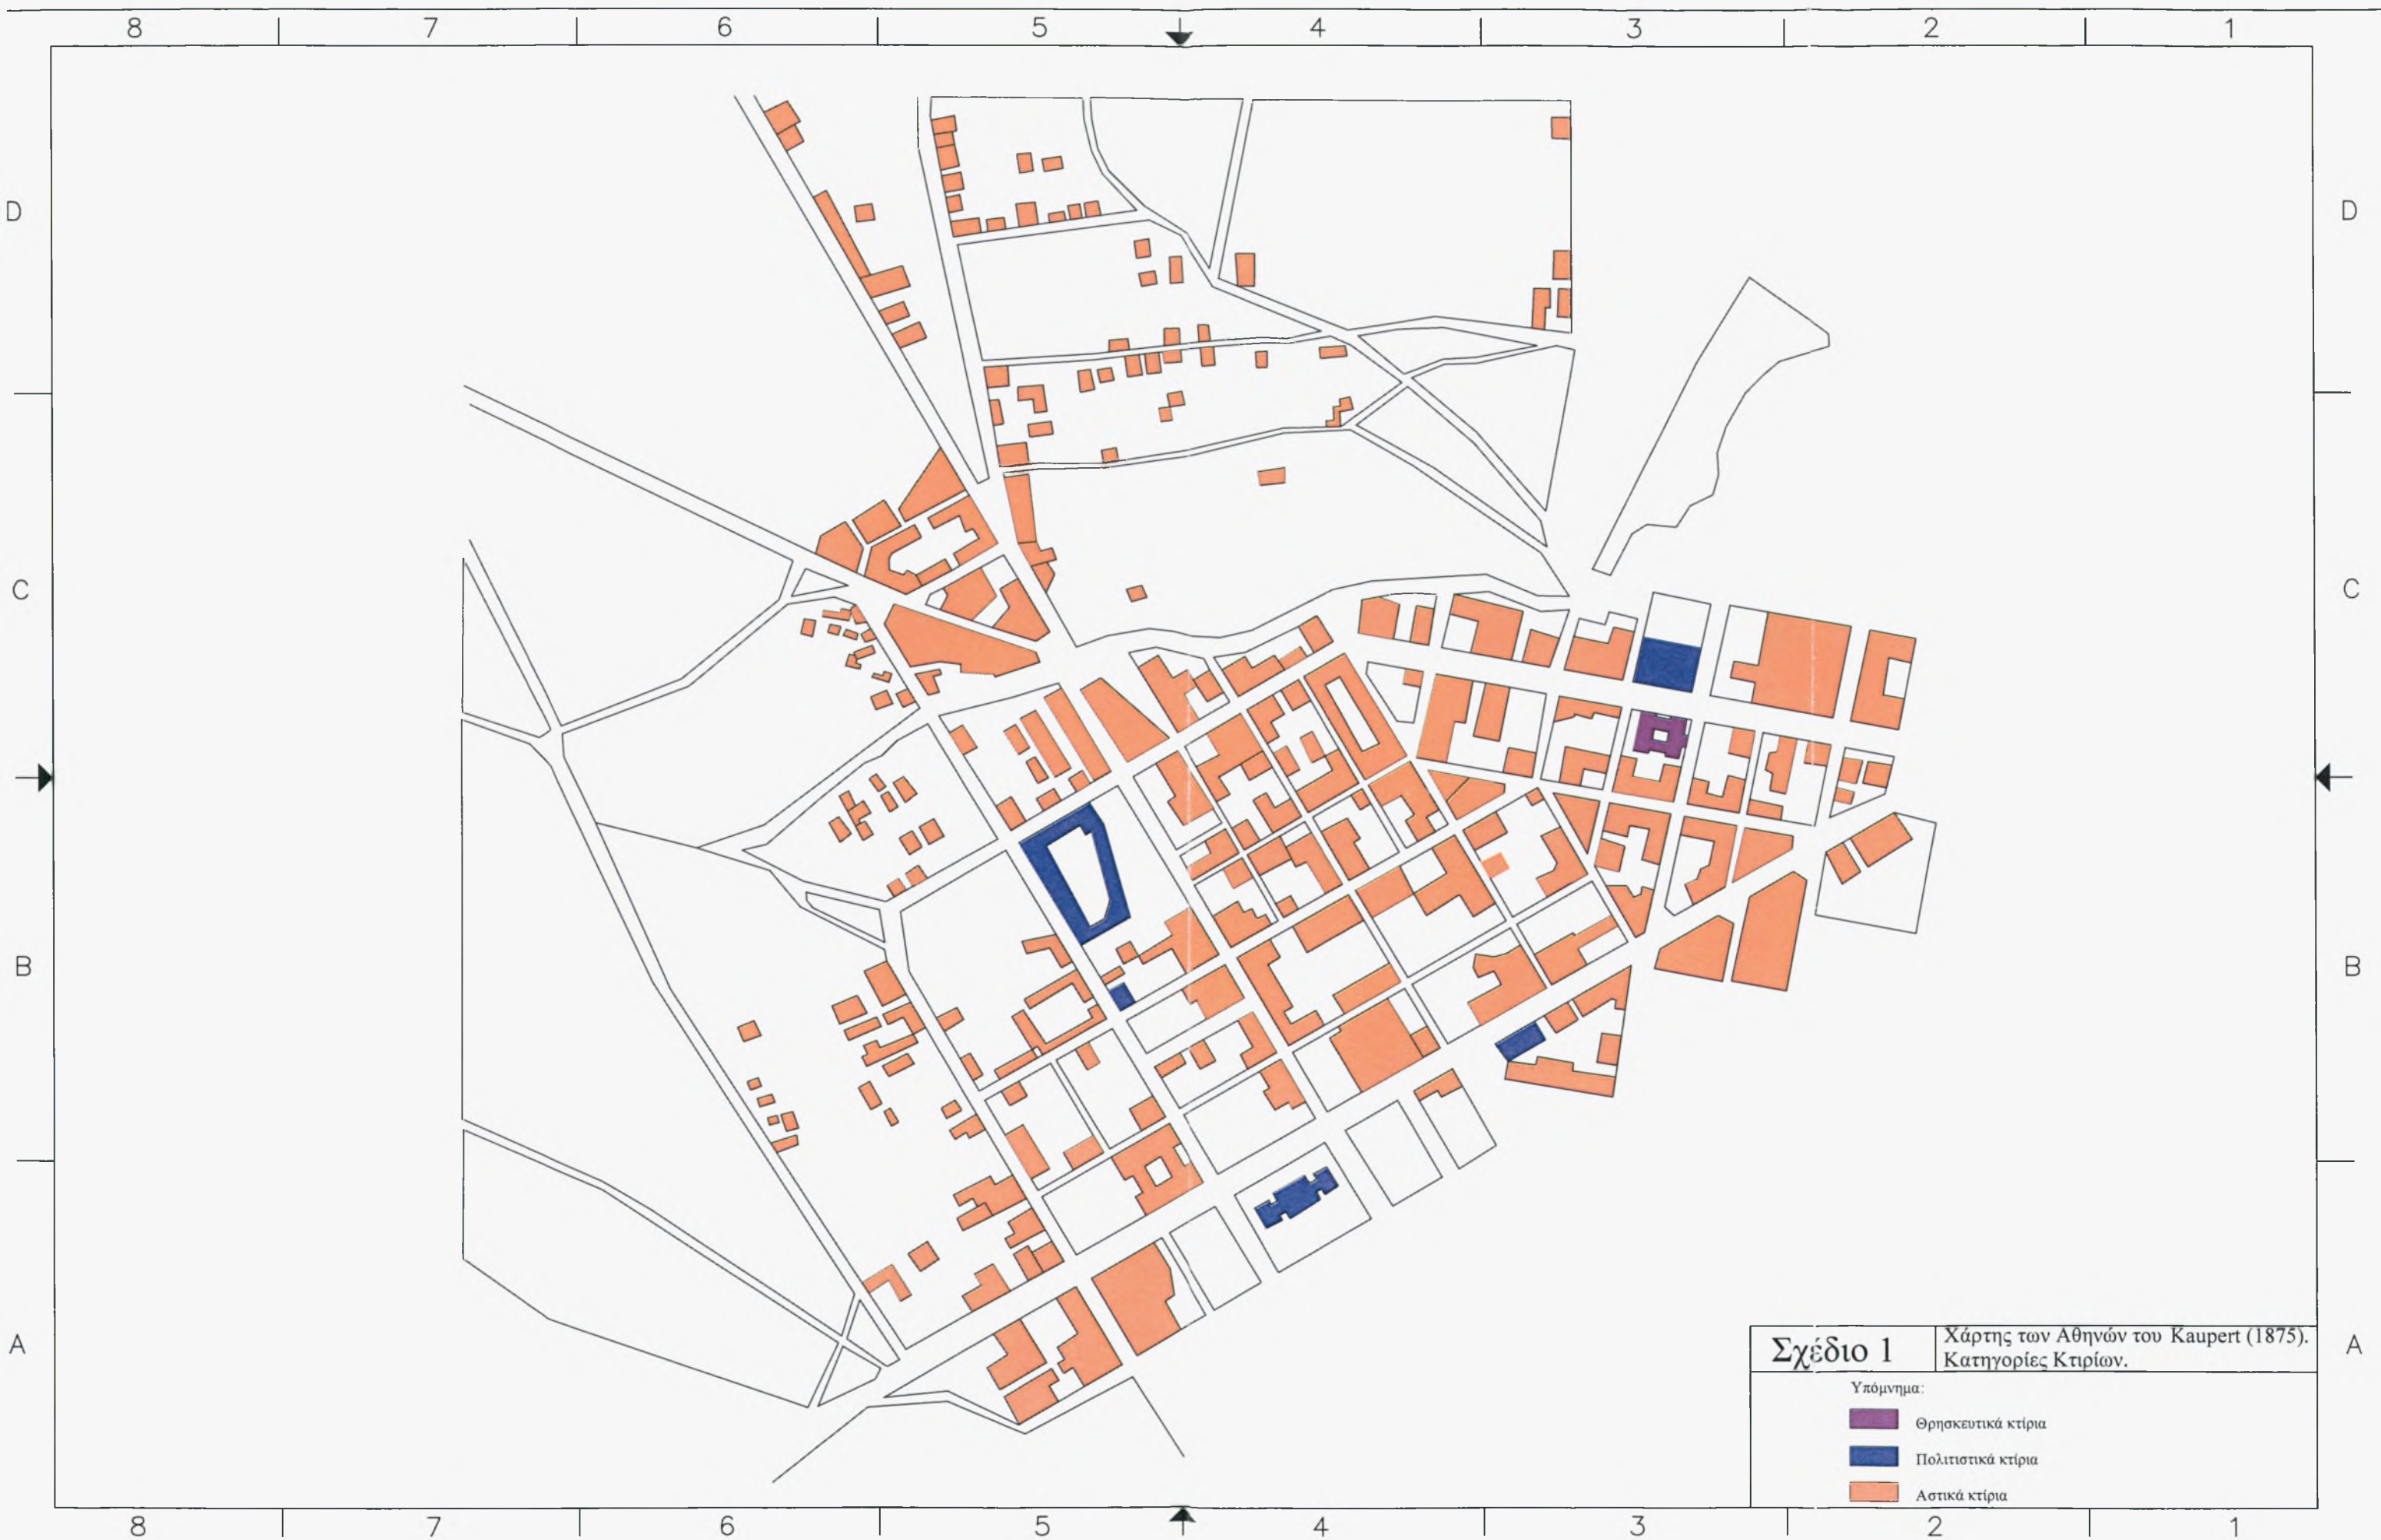 8 7 6 5 4 3 2 1
D D
C C
B B
A A
Σχέδιο 1
Χάρτης των Αθηνών του Kaupert (1875).
Κατηγορίες Κτιρίων.
Υπόμνημα:
Θρησκευτικά κτίρια
Πολιτιστικά κτίρια
Αστικά κτίρια
8 7 6 5 4 3 2 1